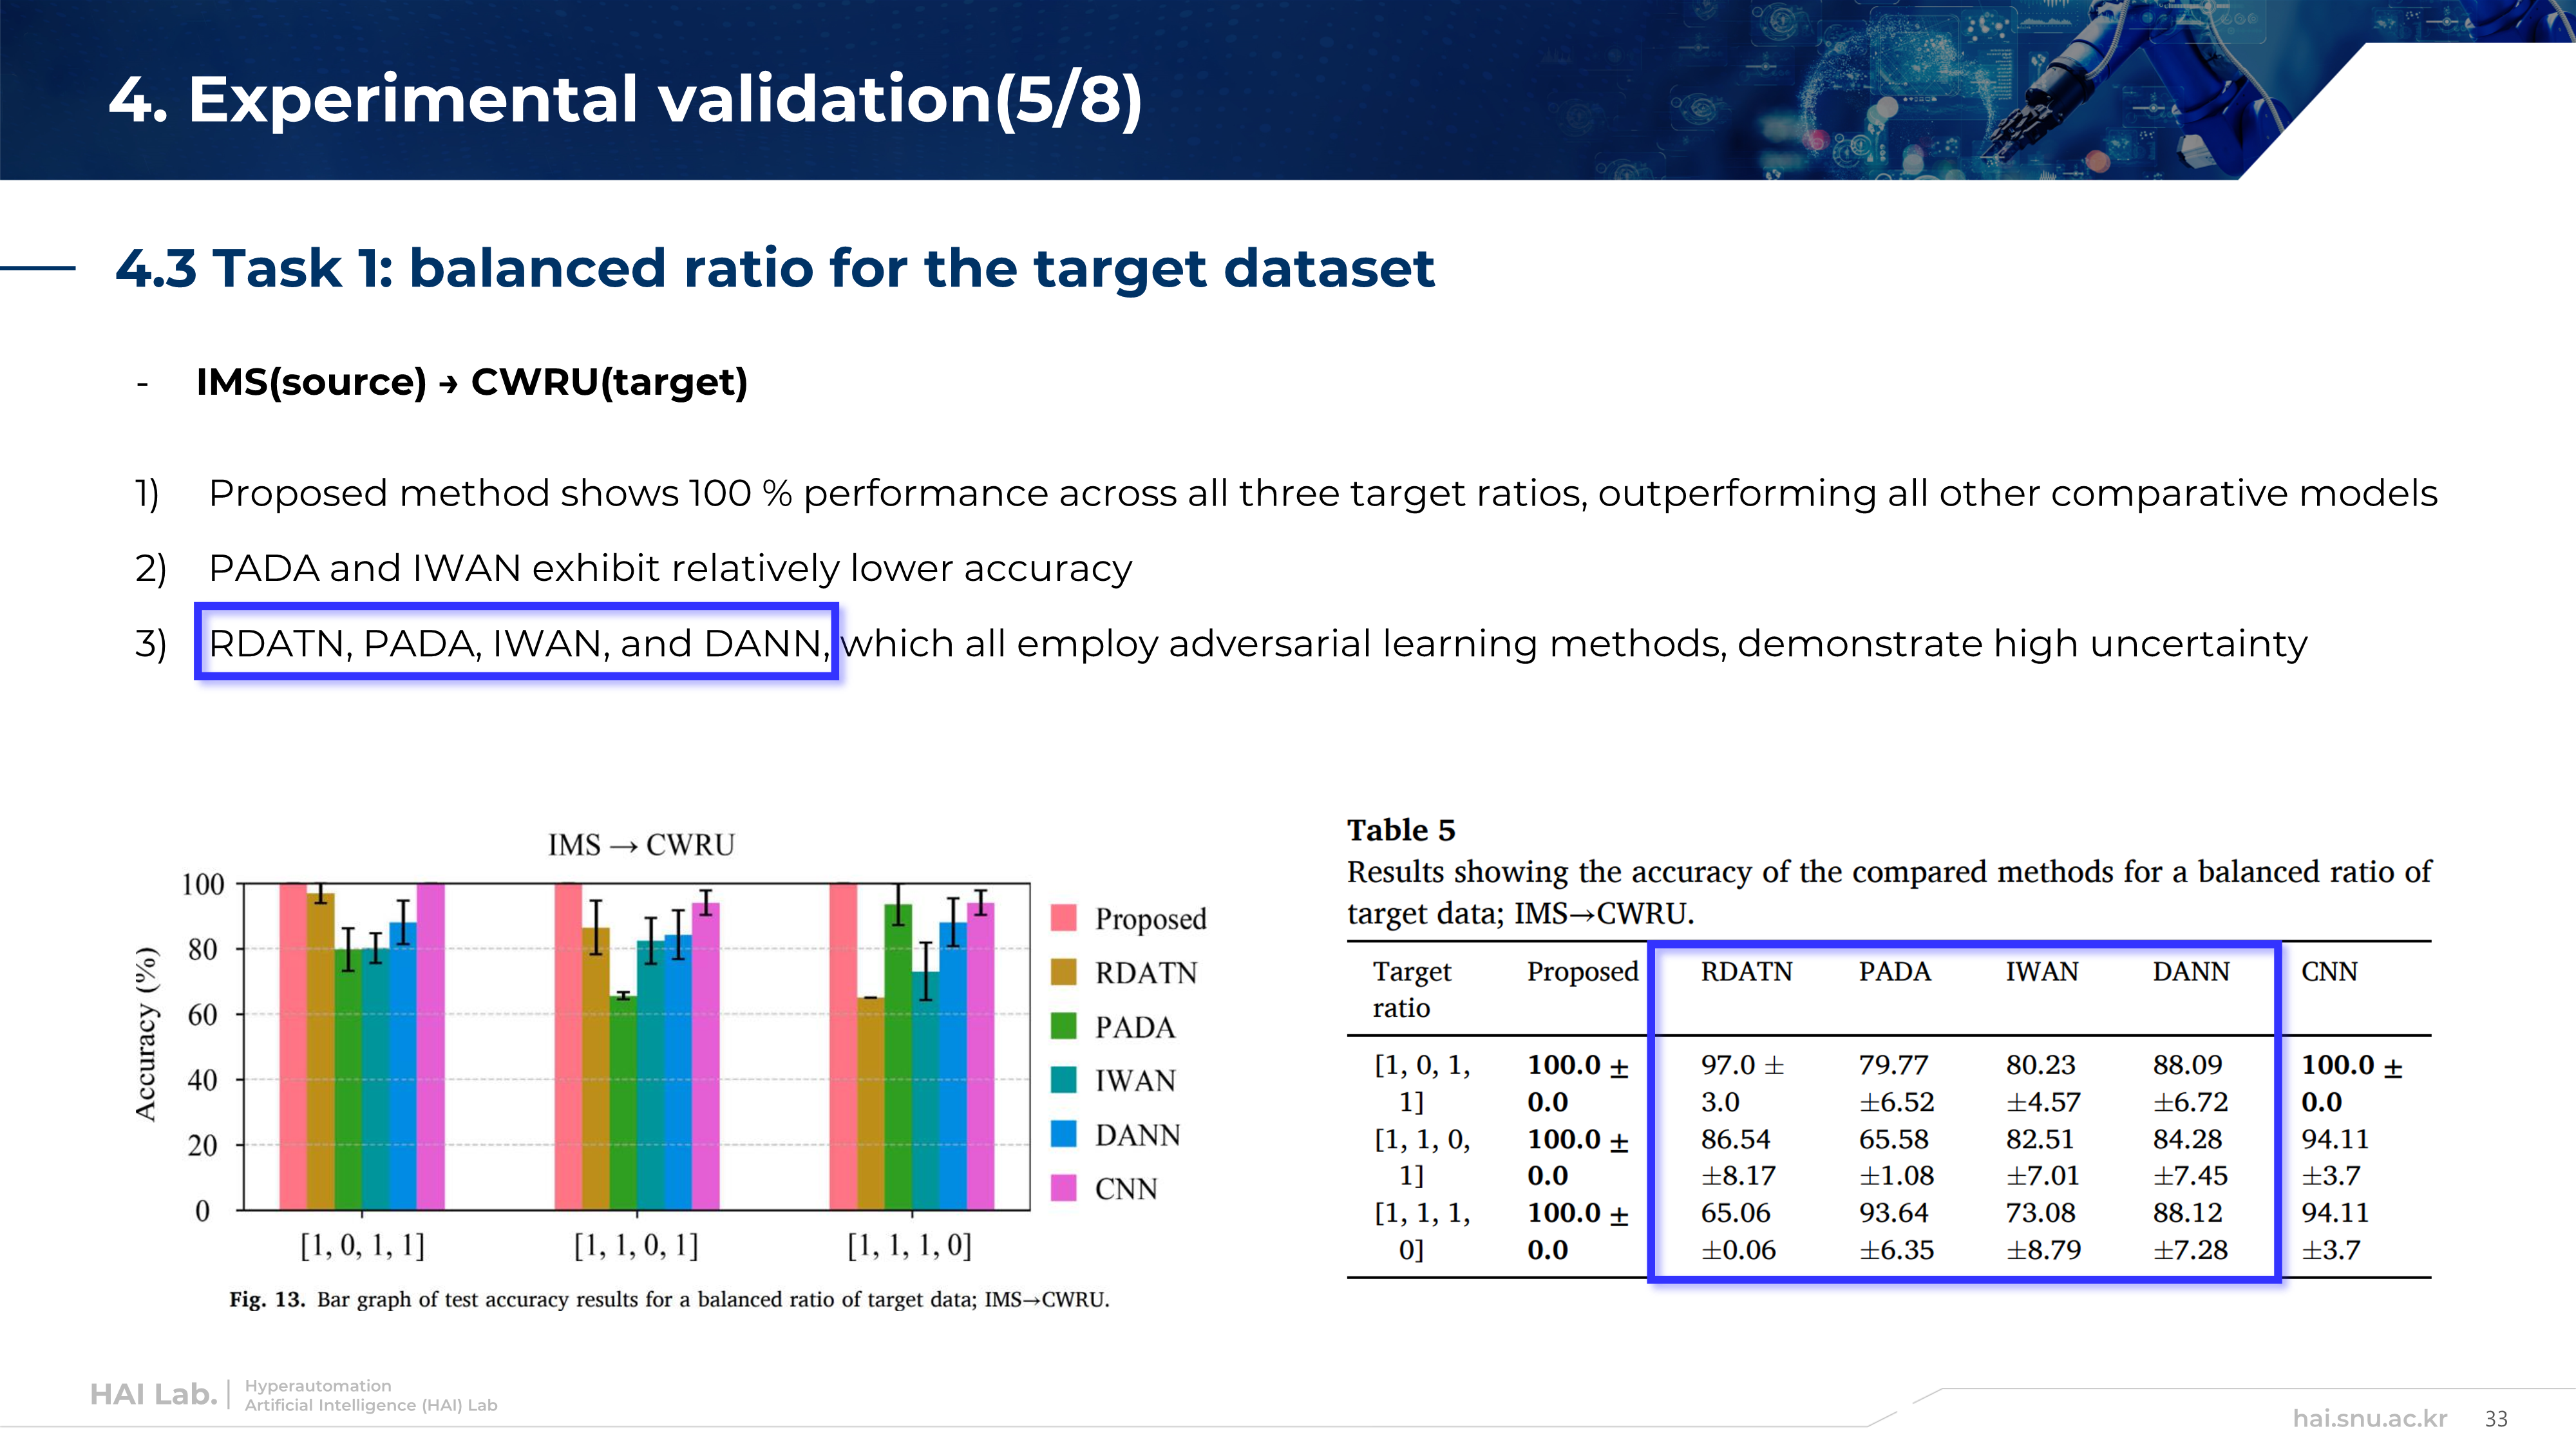 4. Experimental validation(5/8)
4.3 Task 1: balanced ratio for the target dataset
- IMS(source) → CWRU(target)
1) Proposed method shows 100 % performance across all three target ratios, outperforming all other comparative models
2) PADA and IWAN exhibit relatively lower accuracy
3) RDATN, PADA, IWAN, and DANN, which all employ adversarial learning methods, demonstrate high uncertainty
IMS → CWRU
Accuracy (%)
100
80
60
40
20
0
[1, 0, 1, 1] [1, 1, 0, 1] [1, 1, 1, 0]
Proposed
RDATN
PADA
IWAN
DANN
CNN
Fig. 13. Bar graph of test accuracy results for a balanced ratio of target data; IMS→CWRU.
Table 5
Results showing the accuracy of the compared methods for a balanced ratio of
target data; IMS→CWRU.
Target Proposed RDATN PADA IWAN DANN CNN
ratio
[1, 0, 1, 100.0 ± 97.0 ± 79.77 80.23 88.09 100.0 ±
1] 0.0 3.0 ±6.52 ±4.57 ±6.72 0.0
[1, 1, 0, 100.0 ± 86.54 65.58 82.51 84.28 94.11
1] 0.0 ±8.17 ±1.08 ±7.01 ±7.45 ±3.7
[1, 1, 1, 100.0 ± 65.06 93.64 73.08 88.12 94.11
0] 0.0 ±0.06 ±6.35 ±8.79 ±7.28 ±3.7
HAI Lab.
Hyperautomation
Artificial Intelligence (HAI) Lab
hai.snu.ac.kr 33